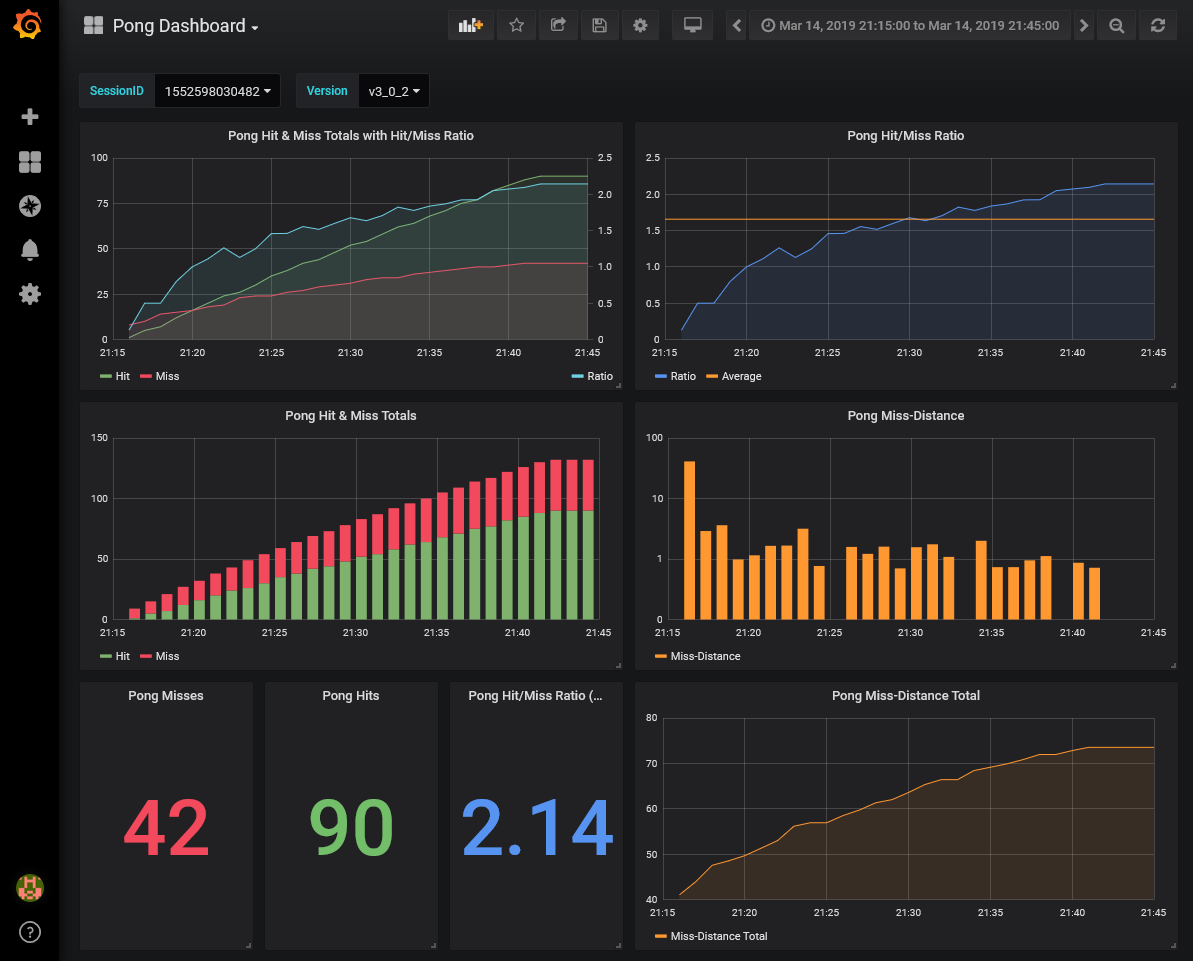 Pong Dashboard
Mar 14, 2019 21:15:00 to Mar 14, 2019 21:45:00
SessionID 1552598030482 Version v3_0_2
Pong Hit & Miss Totals with Hit/Miss Ratio
100 2.5
75 2.0
50 1.5
25 1.0
0.5
0 0
21:15 21:20 21:25 21:30 21:35 21:40 21:45
Hit Miss Ratio
Pong Hit/Miss Ratio
2.5
2.0
1.5
1.0
0.5
0
21:15 21:20 21:25 21:30 21:35 21:40 21:45
Ratio Average
Pong Hit & Miss Totals
150
100
50
0
21:15 21:20 21:25 21:30 21:35 21:40 21:45
Hit Miss
Pong Miss-Distance
100
10
1
0
21:15 21:20 21:25 21:30 21:35 21:40 21:45
Miss-Distance
Pong Misses
42
Pong Hits
90
Pong Hit/Miss Ratio (...
2.14
Pong Miss-Distance Total
80
70
60
50
40
21:15 21:20 21:25 21:30 21:35 21:40 21:45
Miss-Distance Total
?